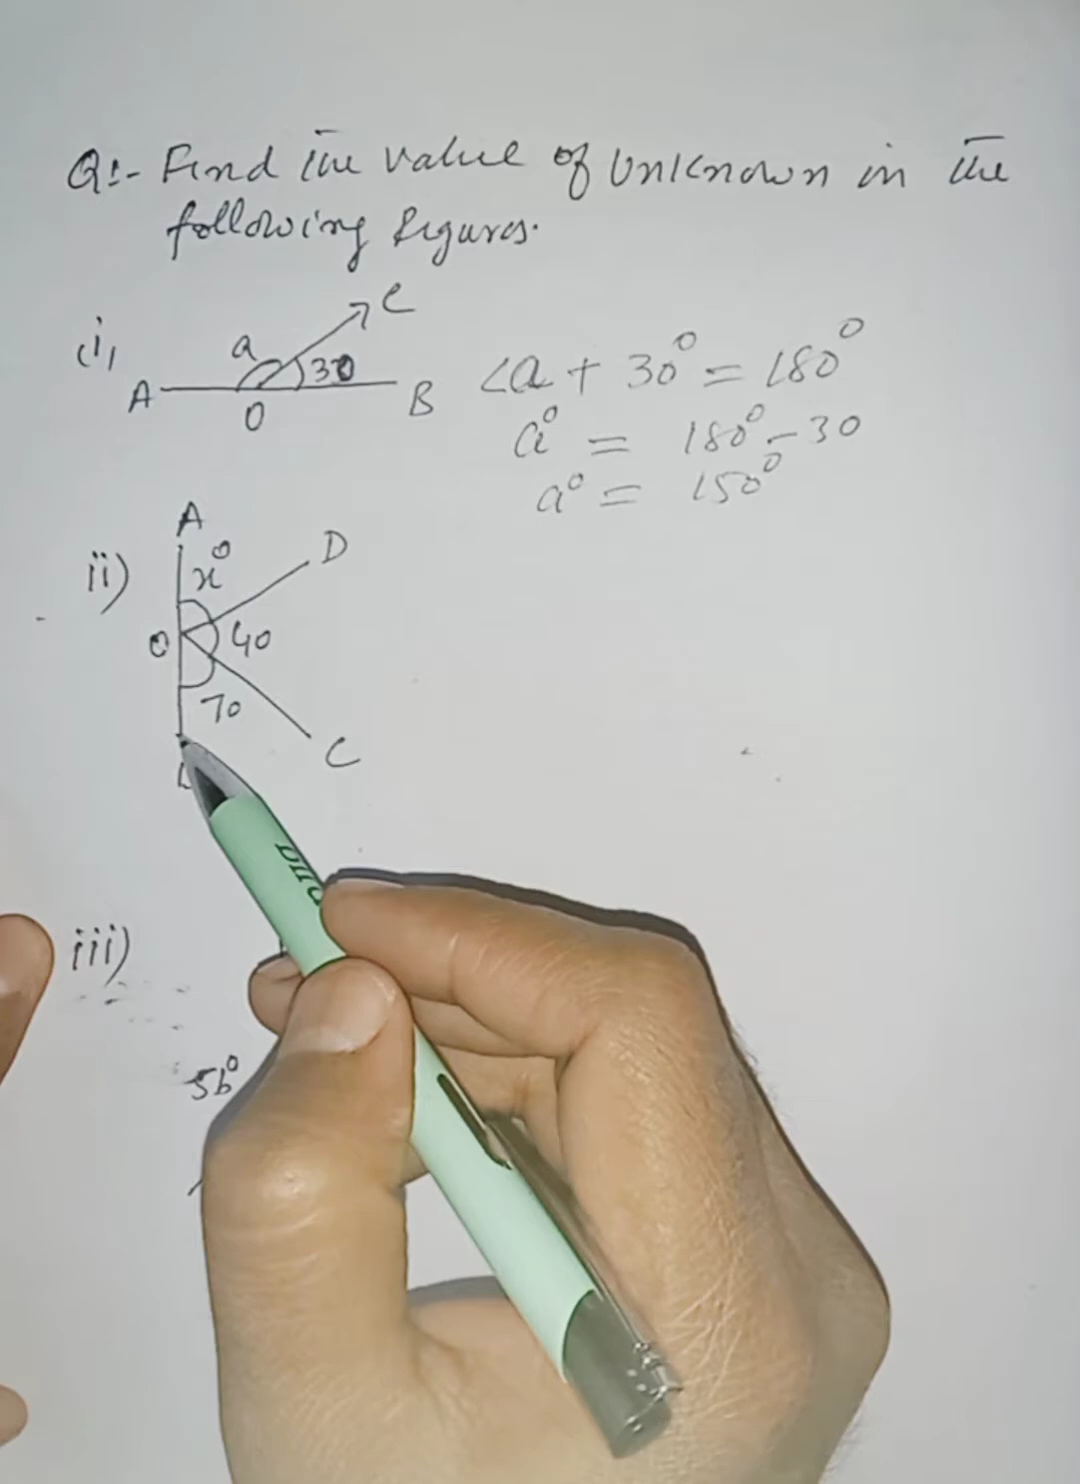 Q:- Find the value of Unknown in the
following figures.
(i, a C
30
A O B
<a + 30° = 180°
a° = 180° - 30
a° = 150°
ii) A
x° D
O 40
70
C
iii)
5b°